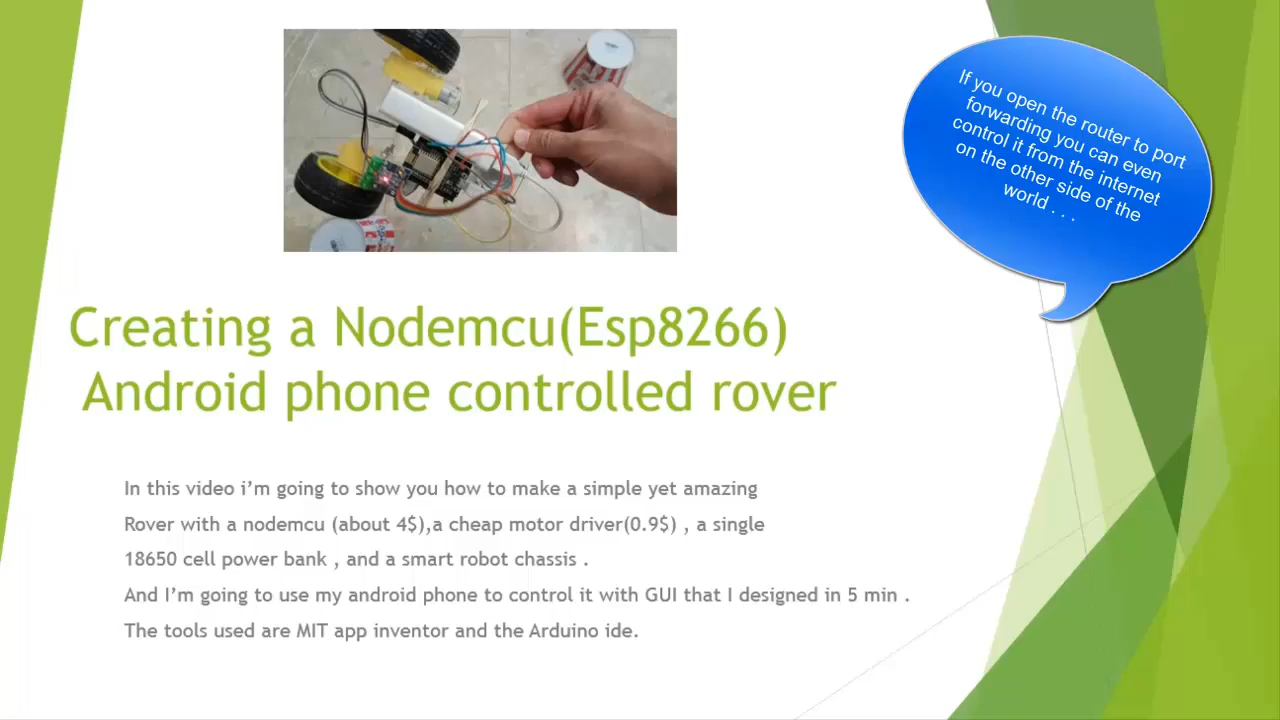 If you open the router to port
forwarding you can even
control it from the internet
on the other side of the
world . . .
Creating a Nodemcu(Esp8266)
Android phone controlled rover
In this video i’m going to show you how to make a simple yet amazing
Rover with a nodemcu (about 4$),a cheap motor driver(0.9$) , a single
18650 cell power bank , and a smart robot chassis .
And I’m going to use my android phone to control it with GUI that I designed in 5 min .
The tools used are MIT app inventor and the Arduino ide.